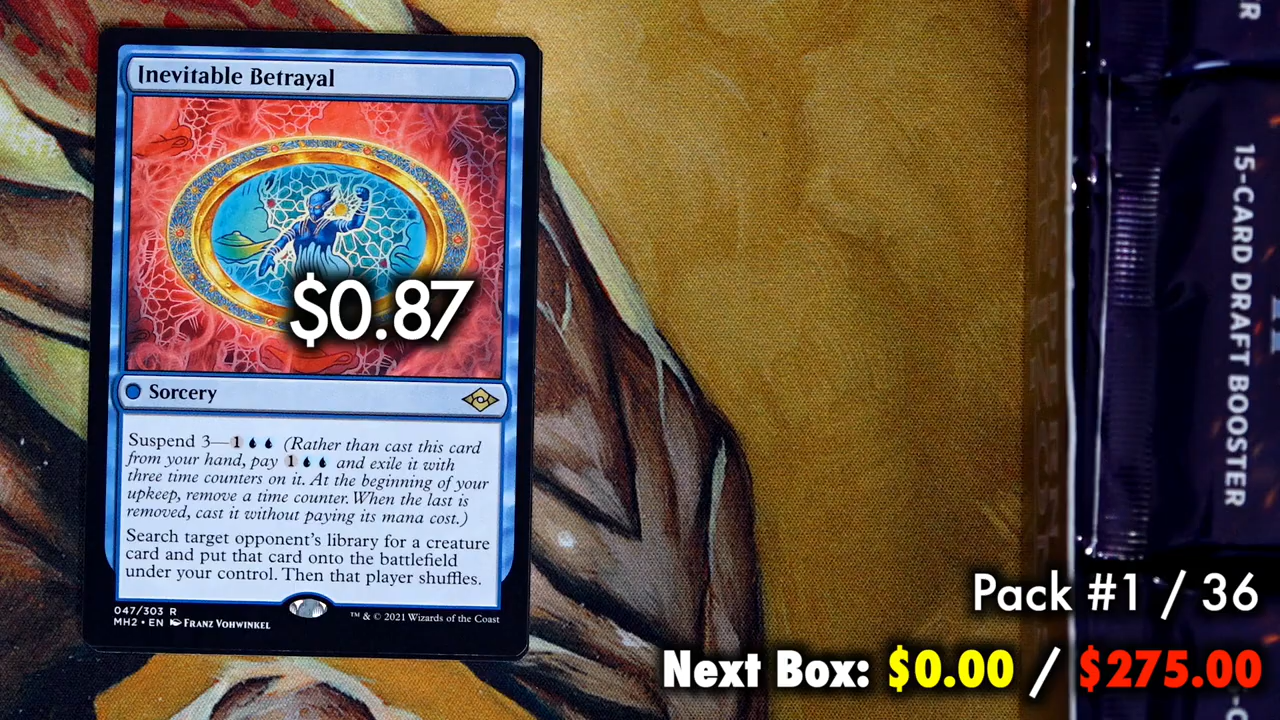 Inevitable Betrayal
$0.87
Sorcery
Suspend 3—1 (Rather than cast this card
from your hand, pay 1 and exile it with
three time counters on it. At the beginning of your
upkeep, remove a time counter. When the last is
removed, cast it without paying its mana cost.)
Search target opponent's library for a creature
card and put that card onto the battlefield
under your control. Then that player shuffles.
047/303 R
MH2 • EN Franz Vohwinkel
™ & © 2021 Wizards of the Coast
15-CARD DRAFT BOOSTER
Pack #1 / 36
Next Box: $0.00 / $275.00